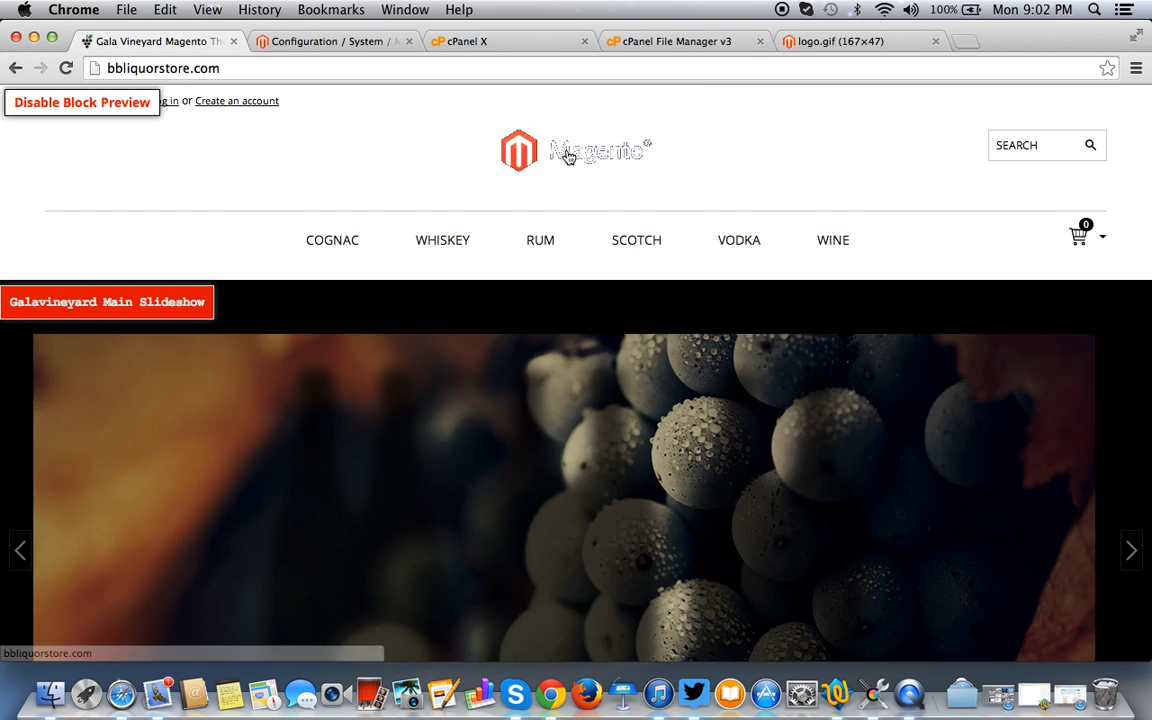 Chrome File Edit View History Bookmarks Window Help 100% Mon 9:02 PM
Gala Vineyard Magento Th Configuration / System / M cPanel X cPanel File Manager v3 logo.gif (167×47)
bbliquorstore.com
Disable Block Preview in or Create an account
Magento®
SEARCH
0
COGNAC WHISKEY RUM SCOTCH VODKA WINE
Galavineyard Main Slideshow
bbliquorstore.com